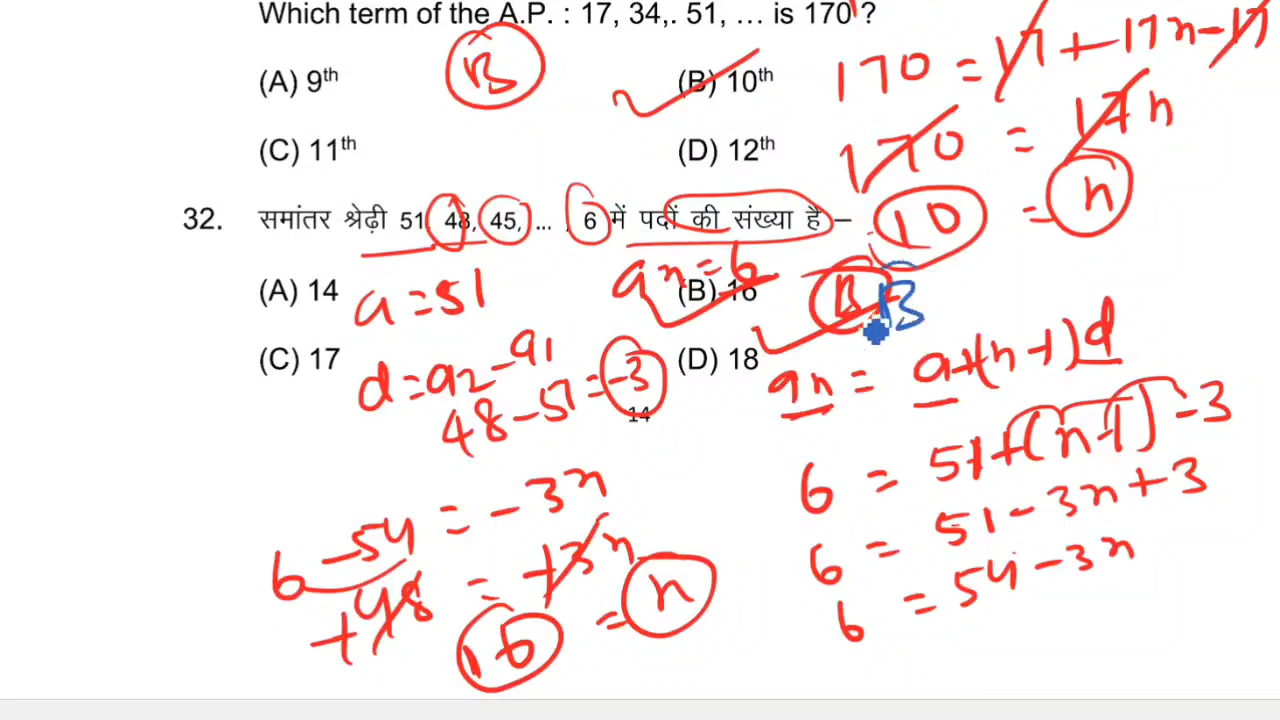 Which term of the A.P. : 17, 34,. 51, … is 170 ?
170 = 17 + 17n - 17
(A) 9th
B
(B) 10th
170 = 17n
(C) 11th
(D) 12th
10 = n
32. समांतर श्रेढ़ी 51, 48, 45, ... , 6 में पदों की संख्या है –
an = 6
(A) 14
a = 51
(B) 16
B
B
(C) 17
d = a2 - a1
48 - 51 = -3
(D) 18
an = a + (n-1) d
14
6 = 51 + (n-1) -3
6 = 51 - 3n + 3
6 = 54 - 3n
6 - 54 = -3n
+48 = +3n
16 = n